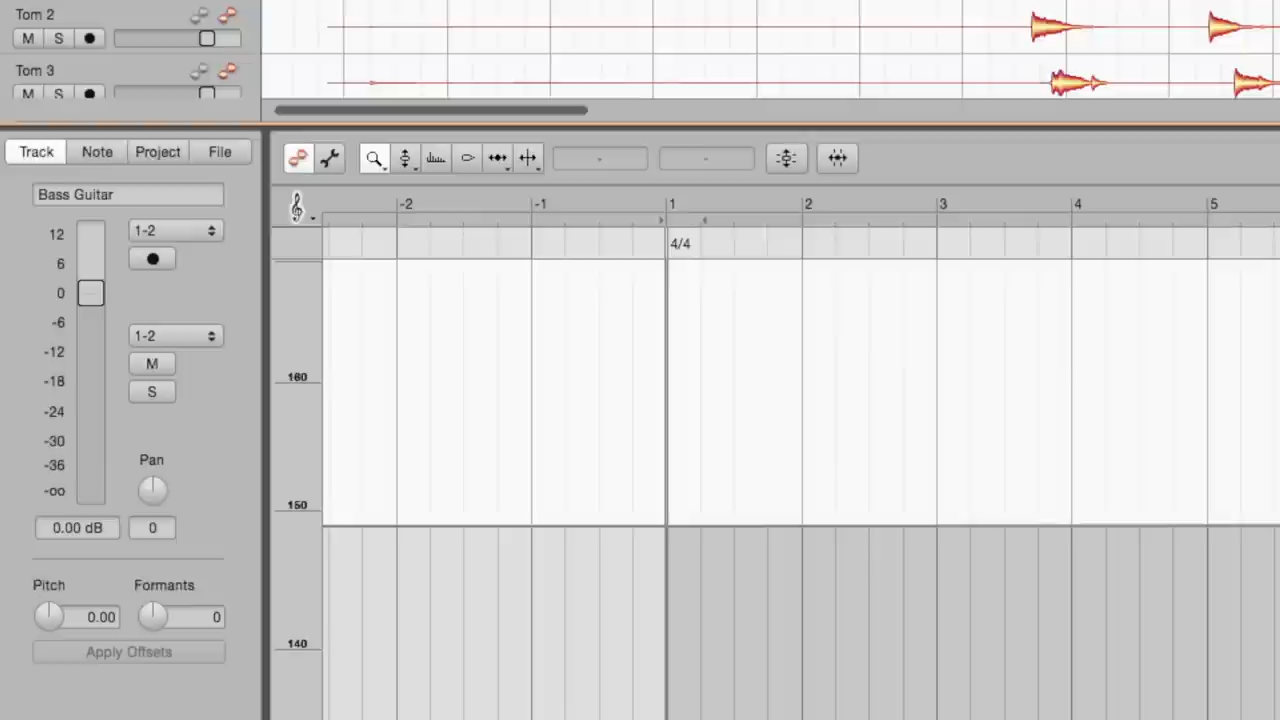 Tom 2
M S
Tom 3
M S
Track Note Project File
Bass Guitar
-2 -1 1 2 3 4 5
12 1-2
4/4
6
0
-6
1-2
-12 M
160
-18 S
-24
-30
Pan
-36
-oo
150
0.00 dB 0
Pitch Formants
0.00 0
140
Apply Offsets